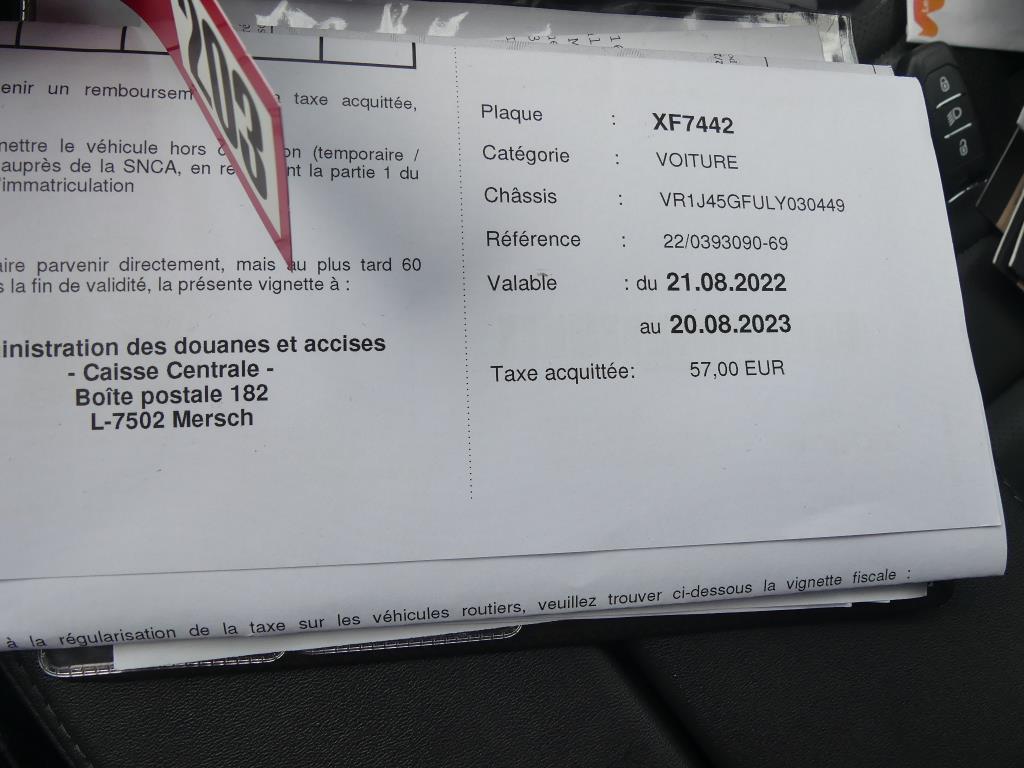 203
enir un remboursem taxe acquittée,
nettre le véhicule hors (temporaire /
auprès de la SNCA, en re nt la partie 1 du
'immatriculation
aire parvenir directement, mais au plus tard 60
s la fin de validité, la présente vignette à :
inistration des douanes et accises
- Caisse Centrale -
Boîte postale 182
L-7502 Mersch
Plaque : XF7442
Catégorie : VOITURE
Châssis : VR1J45GFULY030449
Référence : 22/0393090-69
Valable : du 21.08.2022
au 20.08.2023
Taxe acquittée: 57,00 EUR
à la régularisation de la taxe sur les véhicules routiers, veuillez trouver ci-dessous la vignette fiscale :